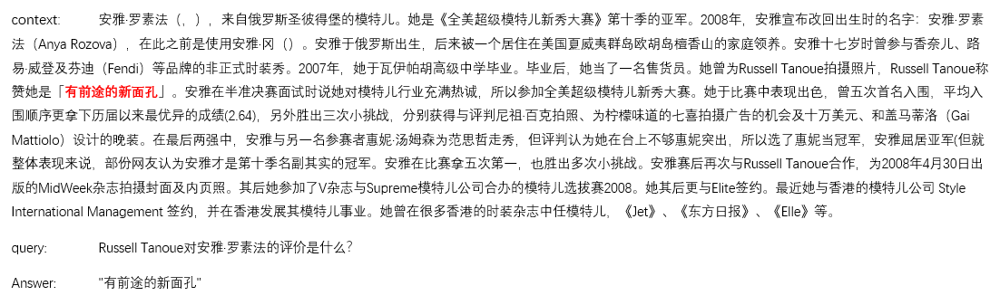 context: 安雅·罗素法（，），来自俄罗斯圣彼得堡的模特儿。她是《全美超级模特儿新秀大赛》第十季的亚军。2008年，安雅宣布改回出生时的名字：安雅·罗素
法（Anya Rozova），在此之前是使用安雅·冈（）。安雅于俄罗斯出生，后来被一个居住在美国夏威夷群岛欧胡岛檀香山的家庭领养。安雅十七岁时曾参与香奈儿、路
易·威登及芬迪（Fendi）等品牌的非正式时装秀。2007年，她于瓦伊帕胡高级中学毕业。毕业后，她当了一名售货员。她曾为Russell Tanoue拍摄照片，Russell Tanoue称
赞她是「有前途的新面孔」。安雅在半准决赛面试时说她对模特儿行业充满热诚，所以参加全美超级模特儿新秀大赛。她于比赛中表现出色，曾五次首名入围，平均入
围顺序更拿下历届以来最优异的成绩(2.64)，另外胜出三次小挑战，分别获得与评判尼祖·百克拍照、为柠檬味道的七喜拍摄广告的机会及十万美元、和盖马蒂洛（Gai
Mattiolo）设计的晚装。在最后两强中，安雅与另一名参赛者惠妮·汤姆森为范思哲走秀，但评判认为她在台上不够惠妮突出，所以选了惠妮当冠军，安雅屈居亚军(但就
整体表现来说，部份网友认为安雅才是第十季名副其实的冠军。安雅在比赛拿五次第一，也胜出多次小挑战。安雅赛后再次与Russell Tanoue合作，为2008年4月30日出
版的MidWeek杂志拍摄封面及内页照。其后她参加了V杂志与Supreme模特儿公司合办的模特儿选拔赛2008。她其后更与Elite签约。最近她与香港的模特儿公司 Style
International Management 签约，并在香港发展其模特儿事业。她曾在很多香港的时装杂志中任模特儿，《Jet》、《东方日报》、《Elle》等。
query: Russell Tanoue对安雅·罗素法的评价是什么？
Answer: "有前途的新面孔"